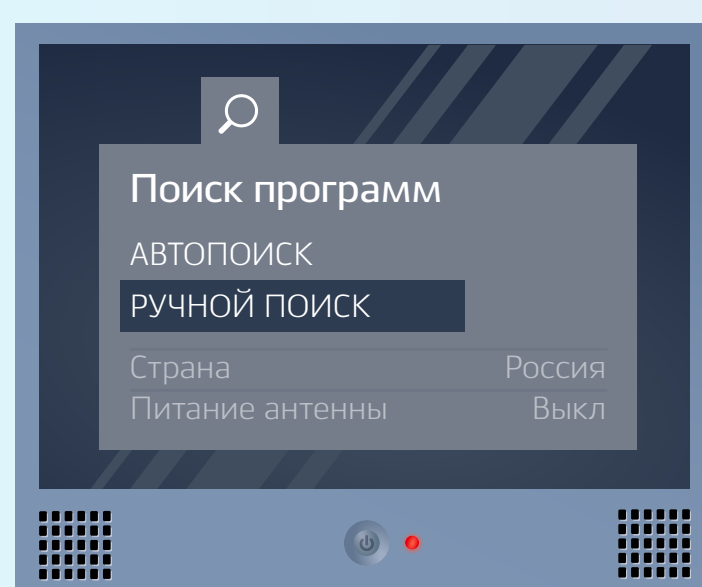 Поиск программ
АВТОПОИСК
РУЧНОЙ ПОИСК
Страна Россия
Питание антенны Выкл